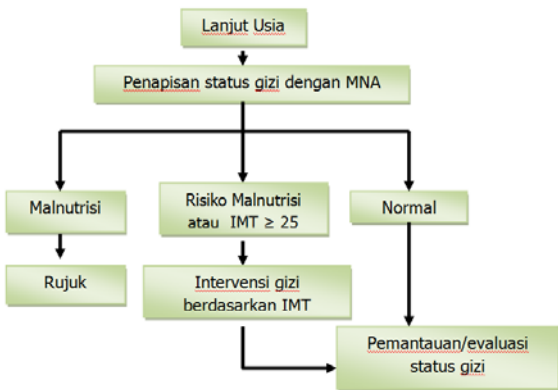 Lanjut Usia
Penapisan status gizi dengan MNA
Malnutrisi
Risiko Malnutrisi
atau IMT ≥ 25
Normal
Rujuk
Intervensi gizi
berdasarkan IMT
Pemantauan/evaluasi
status gizi